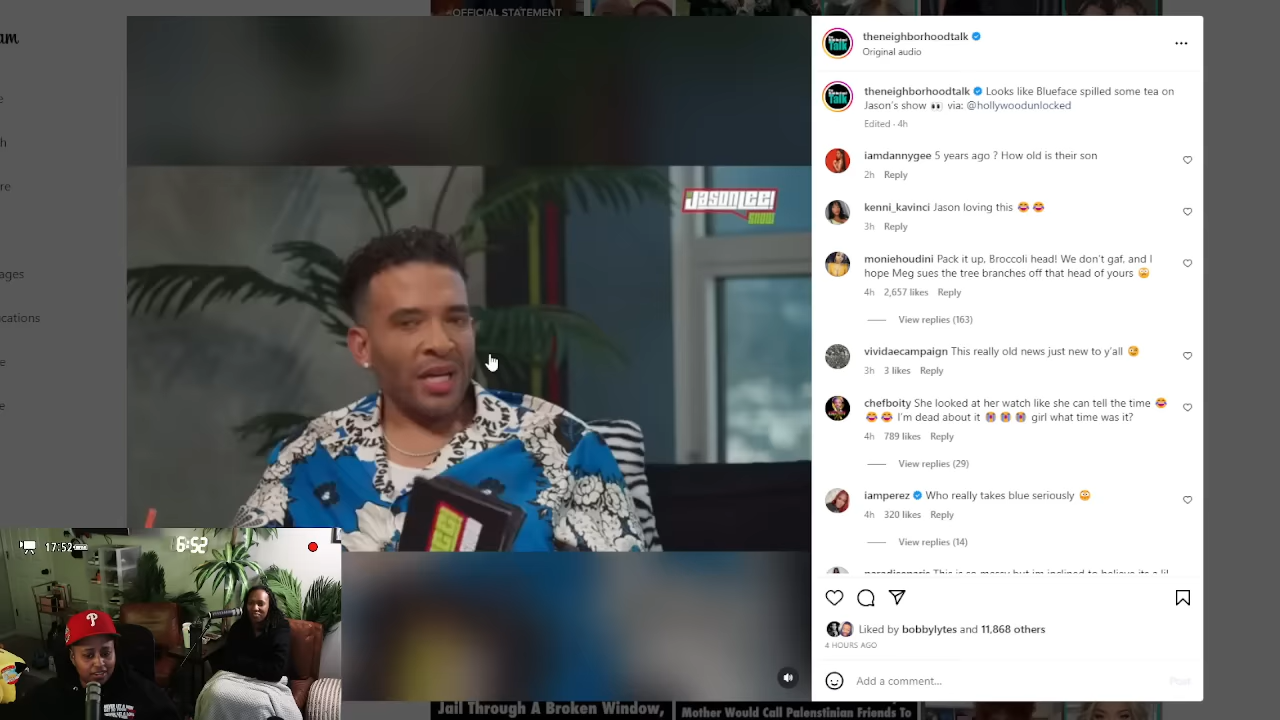 OFFICIAL STATEMENT
am
theneighborhoodtalk
Original audio
theneighborhoodtalk Looks like Blueface spilled some tea on
Jason's show 👀 via: @hollywoodunlocked
Edited · 4h
iamdannygee 5 years ago ? How old is their son
2h Reply
kenni_kavinci Jason loving this 😂 😂
3h Reply
moniehoudini Pack it up, Broccoli head! We don't gaf, and I
hope Meg sues the tree branches off that head of yours
4h 2,657 likes Reply
View replies (163)
vividaecampaign This really old news just new to y'all
3h 3 likes Reply
chefboity She looked at her watch like she can tell the time 😂
😂 😂 I'm dead about it 😭 😭 😭 girl what time was it?
4h 789 likes Reply
View replies (29)
iamperez Who really takes blue seriously
4h 320 likes Reply
View replies (14)
Liked by bobbylytes and 11,868 others
4 HOURS AGO
Add a comment...
Post
JASON LEE!
SHOW
17:52
6:52
P
ages
Jail Through A Broken Window,
Mother Would Call Palestinian Friends To